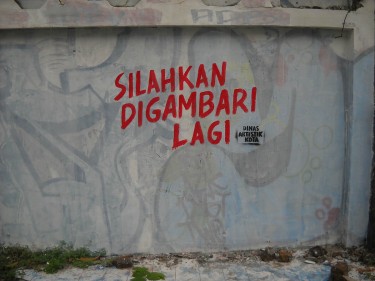 SILAHKAN
DIGAMBARI
LAGI
DINAS
ARTISTIK
KOTA